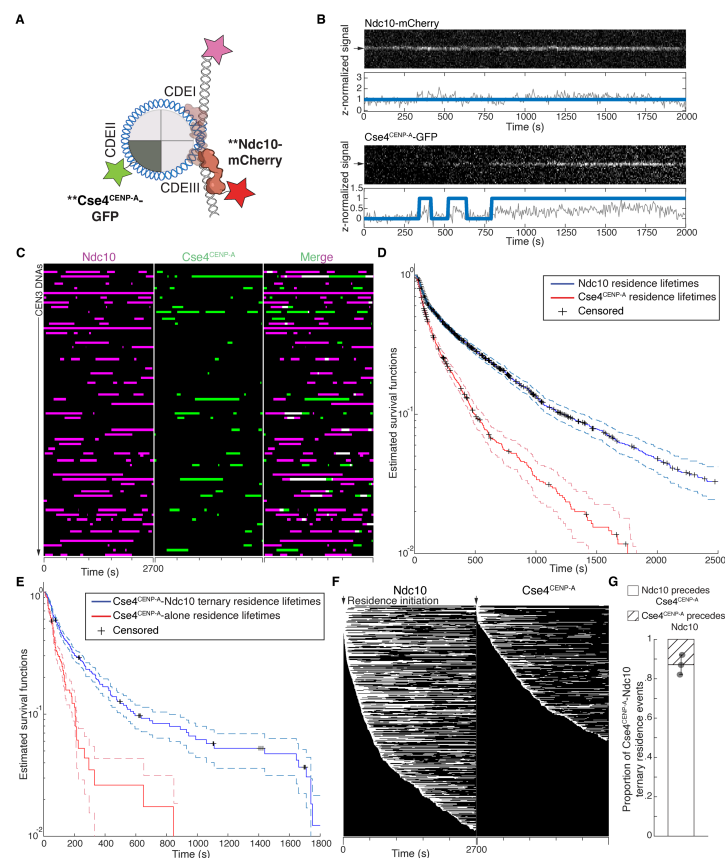 A
CDEI
CDEII
CDEIII
**Ndc10-
mCherry
**Cse4CENP-A-
GFP
B
Ndc10-mCherry
z-normalized signal
3
2
1
0
0 250 500 750 1000 1250 1500 1750 2000
Time (s)
Cse4CENP-A-GFP
z-normalized signal
1.5
1
0.5
0
0 250 500 750 1000 1250 1500 1750 2000
Time (s)
C
Ndc10 Cse4CENP-A Merge
CEN3 DNAs
Time (s) 2700
D
Estimated survival functions
Ndc10 residence lifetimes
Cse4CENP-A residence lifetimes
Censored
10^0
10^-1
10^-2
0 500 1000 1500 2000 2500
Time (s)
E
Estimated survival functions
Cse4CENP-A-Ndc10 ternary residence lifetimes
Cse4CENP-A-alone residence lifetimes
Censored
10^0
10^-1
10^-2
0 200 400 600 800 1000 1200 1400 1600 1800
Time (s)
F
Ndc10 Cse4CENP-A
Residence initiation
0 Time (s) 2700
G
Ndc10 precedes
Cse4CENP-A
Cse4CENP-A precedes
Ndc10
Proportion of Cse4CENP-A-Ndc10
ternary residence events
1
.8
.6
.4
.2
0